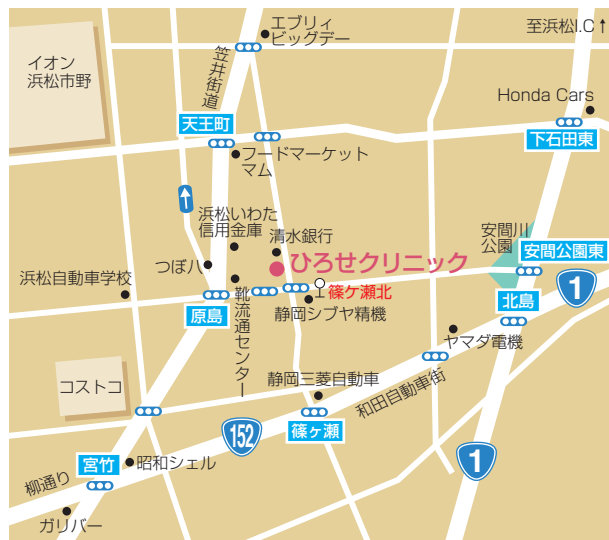 エブリィ
ビッグデー
至浜松I.C↑
イオン
浜松市野
笠井街道
Honda Cars
天王町
下石田東
フードマーケット
マム
浜松いわた
信用金庫
清水銀行
安間川
公園
安間公園東
つぼ八
ひろせクリニック
浜松自動車学校
篠ケ瀬北
1
原島
靴流通センター
静岡シブヤ精機
北島
ヤマダ電機
コストコ
静岡三菱自動車
和田自動車街
152
篠ヶ瀬
宮竹
昭和シェル
1
柳通り
ガリバー